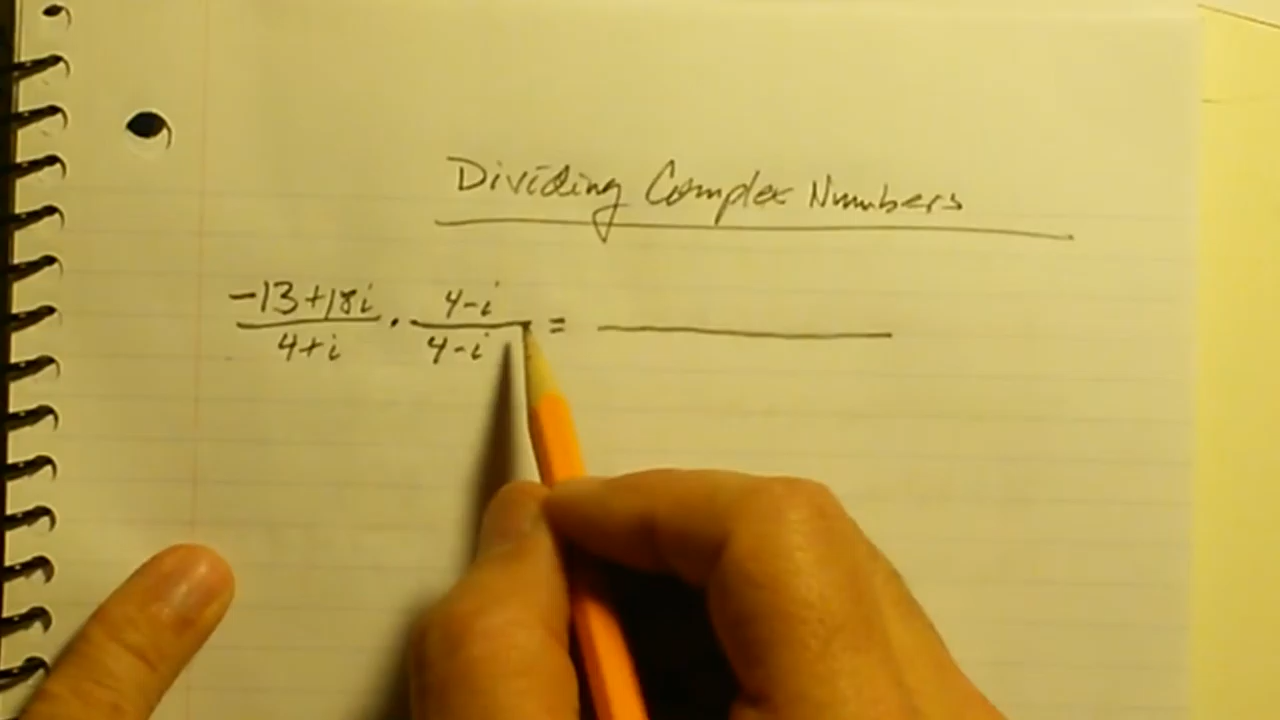 Dividing Complex Numbers
-13+18i / 4+i · 4-i / 4-i =